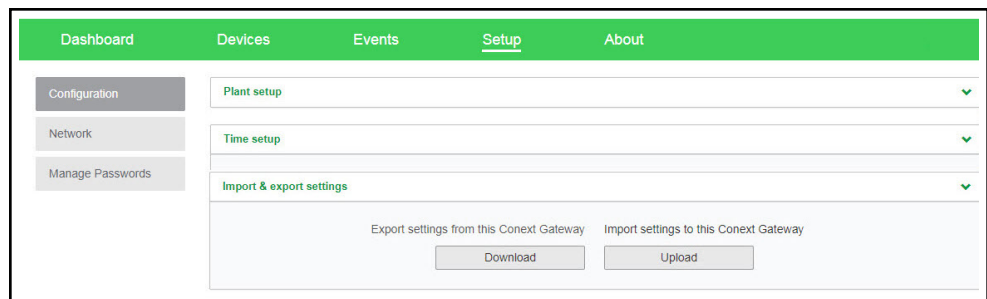 Dashboard Devices Events Setup About
Configuration
Network
Manage Passwords
Plant setup
Time setup
Import & export settings
Export settings from this Conext Gateway Import settings to this Conext Gateway
Download Upload